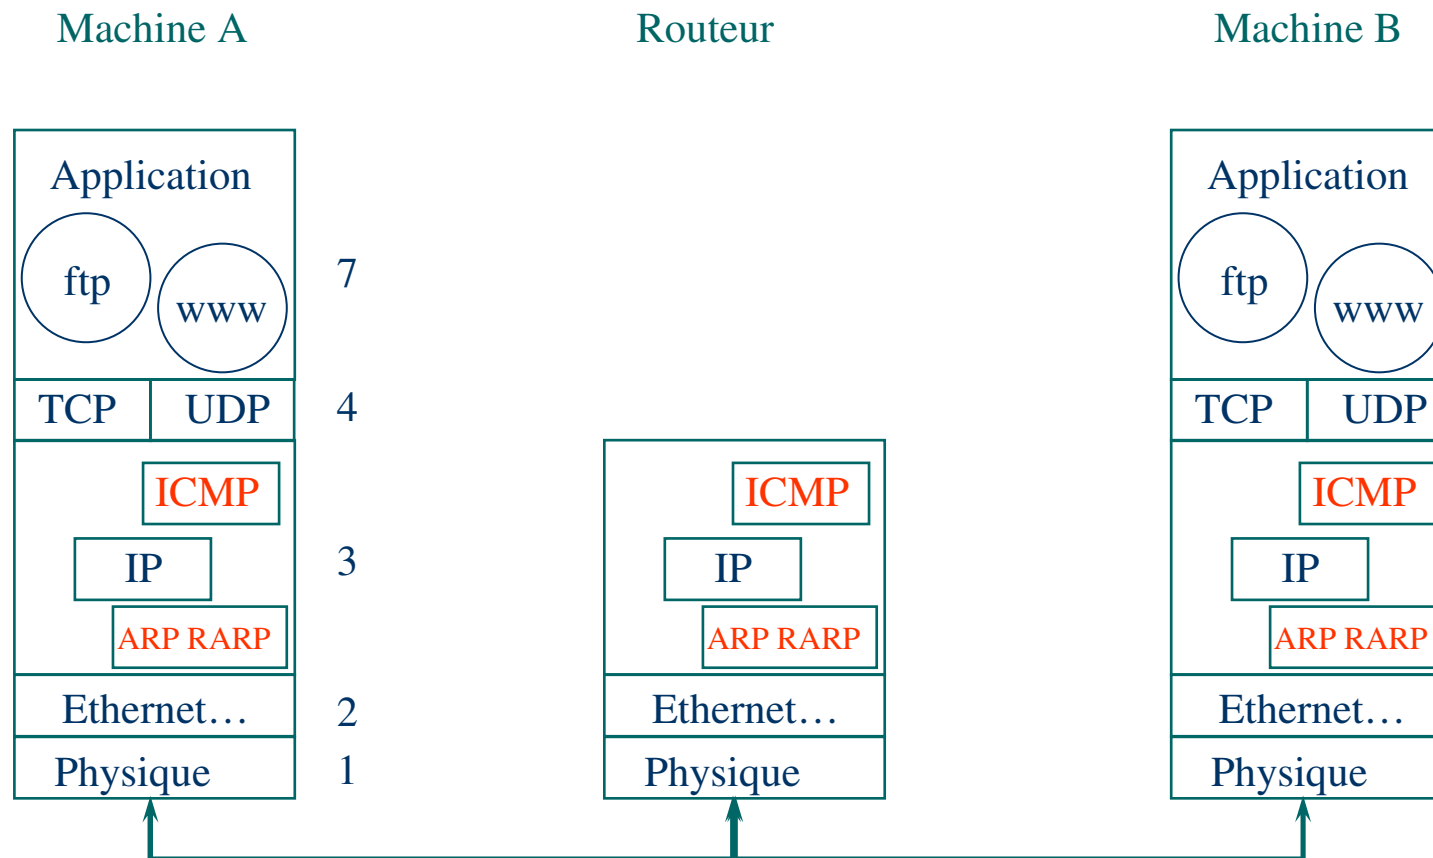 Machine A
Routeur
Machine B
Application
ftp
www
7
TCP
UDP
4
ICMP
IP
3
ARP RARP
Ethernet…
2
Physique
1
ICMP
IP
ARP RARP
Ethernet…
Physique
Application
ftp
www
TCP
UDP
ICMP
IP
ARP RARP
Ethernet…
Physique